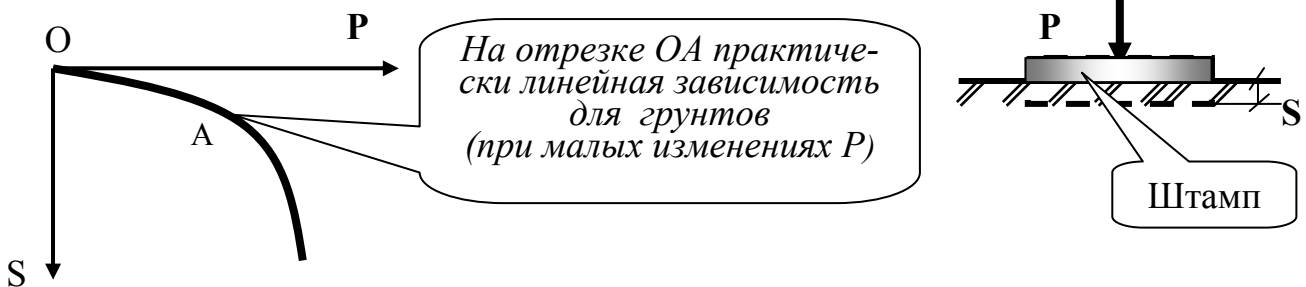 O
P
A
S
На отрезке ОА практиче-
ски линейная зависимость
для грунтов
(при малых изменениях Р)
P
S
Штамп